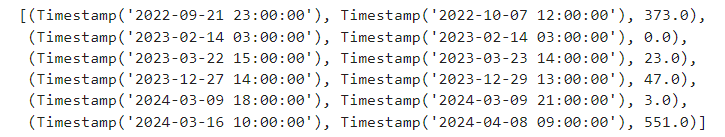 [(Timestamp('2022-09-21 23:00:00'), Timestamp('2022-10-07 12:00:00'), 373.0),
(Timestamp('2023-02-14 03:00:00'), Timestamp('2023-02-14 03:00:00'), 0.0),
(Timestamp('2023-03-22 15:00:00'), Timestamp('2023-03-23 14:00:00'), 23.0),
(Timestamp('2023-12-27 14:00:00'), Timestamp('2023-12-29 13:00:00'), 47.0),
(Timestamp('2024-03-09 18:00:00'), Timestamp('2024-03-09 21:00:00'), 3.0),
(Timestamp('2024-03-16 10:00:00'), Timestamp('2024-04-08 09:00:00'), 551.0)]